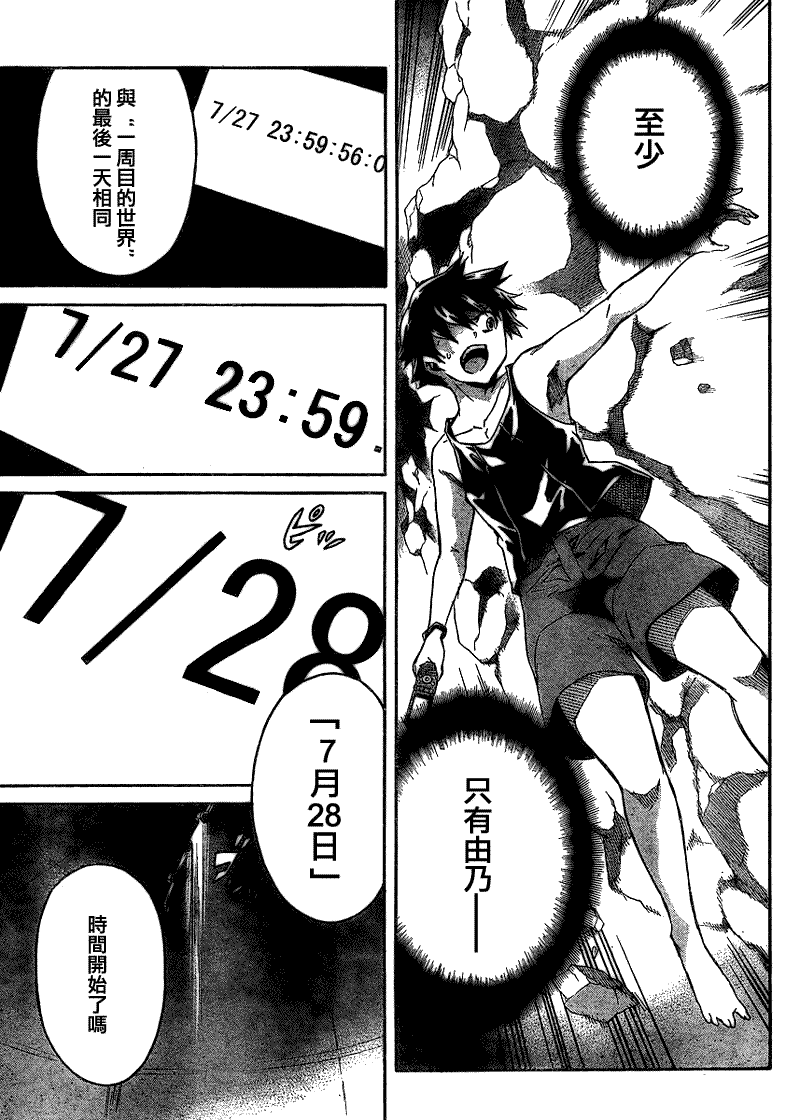 至少
只有由乃──
7/27 23:59:56:0
與〝一周目的世界〞
的最後一天相同
7/27 23:59.
ピッ
7/28
「7月28日」
時間開始了嗎